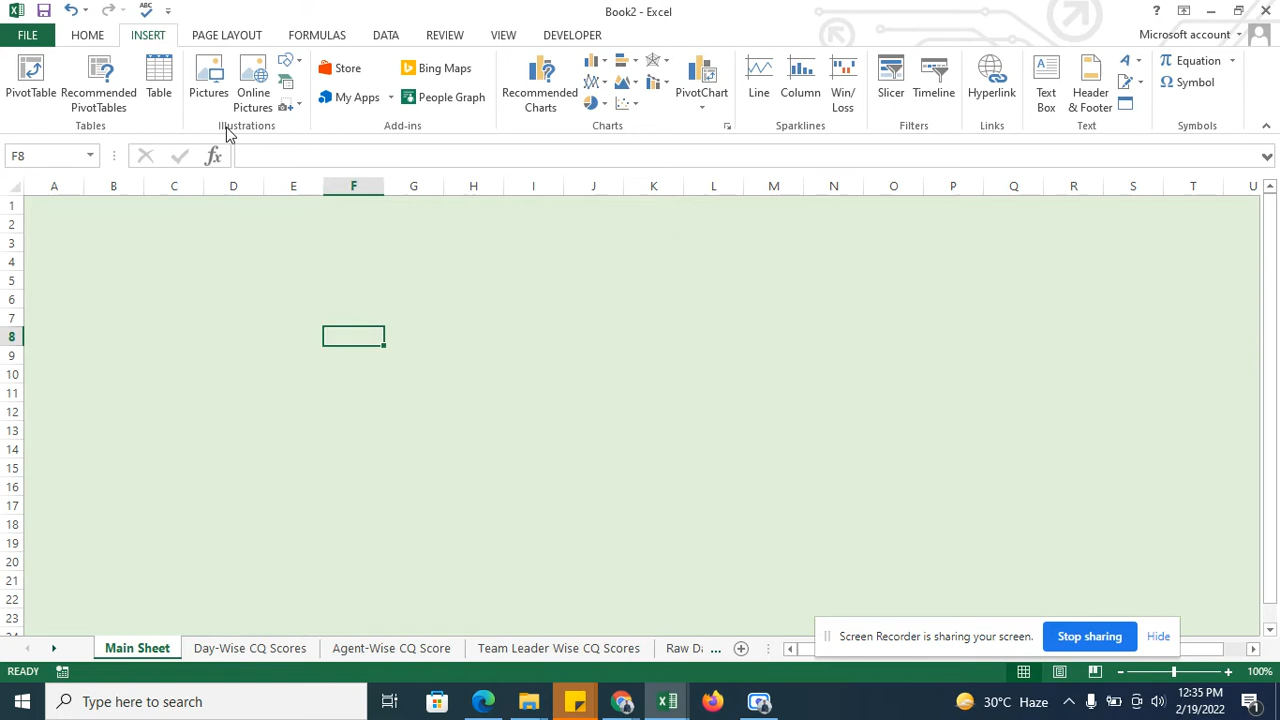 Book2 - Excel
FILE HOME INSERT PAGE LAYOUT FORMULAS DATA REVIEW VIEW DEVELOPER Microsoft account
PivotTable Recommended PivotTables Table
Tables
Pictures Online Pictures
Illustrations
Store Bing Maps
My Apps People Graph
Add-ins
Recommended Charts PivotChart
Charts
Line Column Win/ Loss
Sparklines
Slicer Timeline
Filters
Hyperlink
Links
Text Box Header & Footer
Text
Equation
Symbol
Symbols
F8 fx
A B C D E F G H I J K L M N O P Q R S T U
1
2
3
4
5
6
7
8
9
10
11
12
13
14
15
16
17
18
19
20
21
22
23
Screen Recorder is sharing your screen. Stop sharing Hide
Main Sheet Day-Wise CQ Scores Agent-Wise CQ Score Team Leader Wise CQ Scores Raw Da ...
READY 100%
Type here to search 30°C Haze 12:35 PM
2/19/2022 1